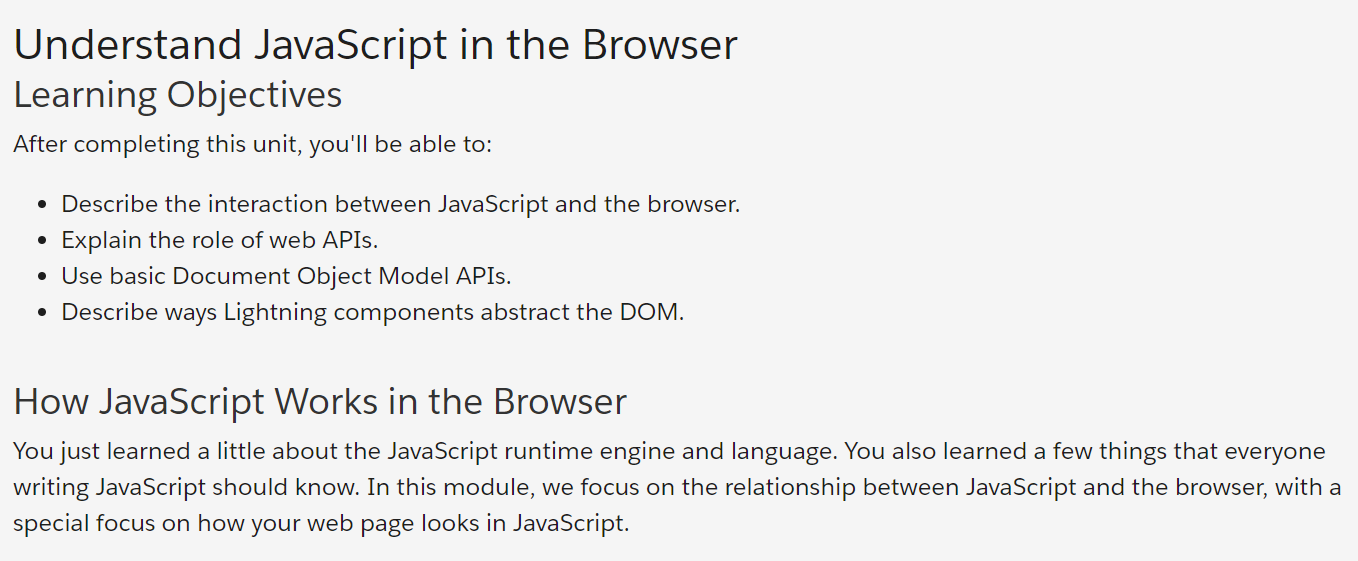 Understand JavaScript in the Browser
Learning Objectives
After completing this unit, you'll be able to:
• Describe the interaction between JavaScript and the browser.
• Explain the role of web APIs.
• Use basic Document Object Model APIs.
• Describe ways Lightning components abstract the DOM.
How JavaScript Works in the Browser
You just learned a little about the JavaScript runtime engine and language. You also learned a few things that everyone
writing JavaScript should know. In this module, we focus on the relationship between JavaScript and the browser, with a
special focus on how your web page looks in JavaScript.